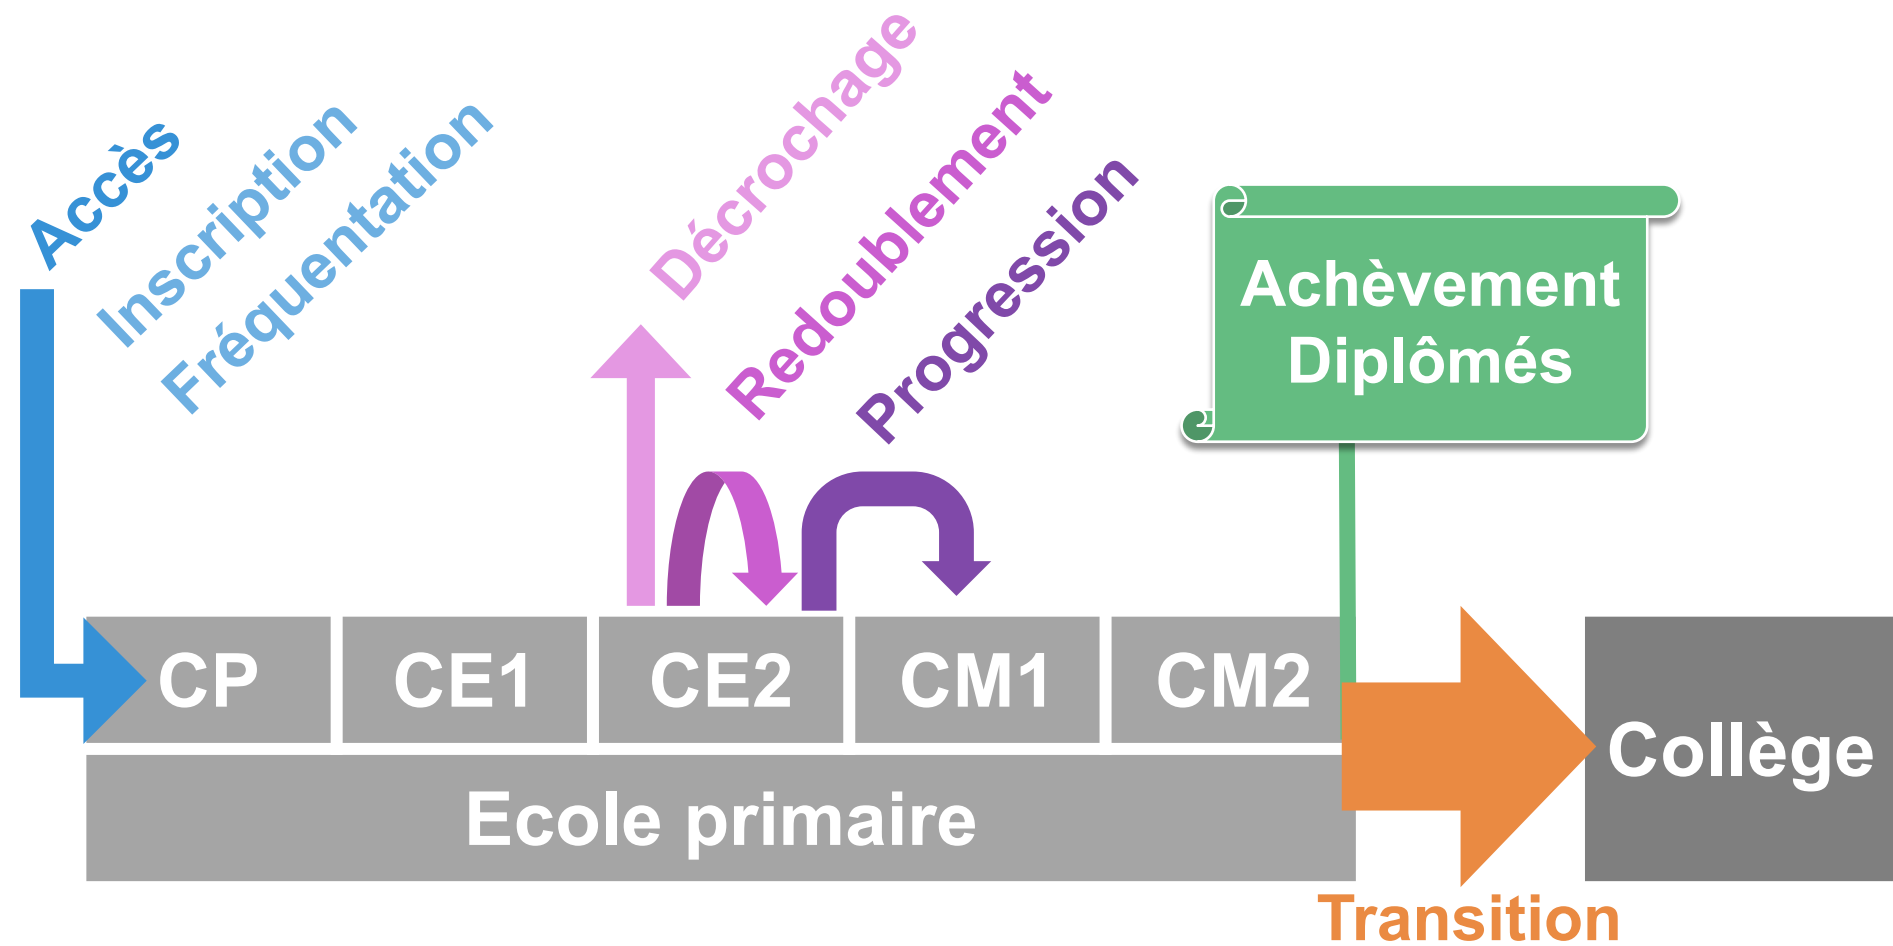 Accès
Inscription
Fréquentation
Décrochage
Redoublement
Progression
Achèvement
Diplômés
CP
CE1
CE2
CM1
CM2
Ecole primaire
Collège
Transition